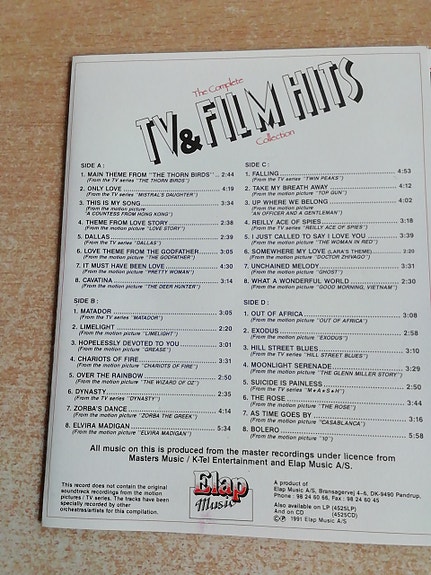 The Complete
TV & FILM HITS
Collection
SIDE A :
1. MAIN THEME FROM "THE THORN BIRDS" .. 2:44
(From the TV series "THE THORN BIRDS")
2. ONLY LOVE 4:19
(From the TV series "MISTRAL'S DAUGHTER")
3. THIS IS MY SONG 3:34
(From the motion picture
"A COUNTESS FROM HONG KONG")
4. THEME FROM LOVE STORY 2:38
(From the motion picture "LOVE STORY")
5. DALLAS 2:39
(From the TV series "DALLAS")
6. LOVE THEME FROM THE GODFATHER 3:05
(From the motion picture "THE GODFATHER")
7. IT MUST HAVE BEEN LOVE 4:30
(From the motion picture "PRETTY WOMAN")
8. CAVATINA 3:14
(From the motion picture "THE DEER HUNTER")
SIDE B :
1. MATADOR 3:05
(From the TV series "MATADOR")
2. LIMELIGHT 2:20
(From the motion picture "LIMELIGHT")
3. HOPELESSLY DEVOTED TO YOU 3:01
(From the motion picture "GREASE")
4. CHARIOTS OF FIRE 3:31
(From the motion picture "CHARIOTS OF FIRE")
5. OVER THE RAINBOW 2:50
(From the motion picture "THE WIZARD OF OZ")
6. DYNASTY 2:35
(From the TV series "DYNASTY")
7. ZORBA'S DANCE 4:14
(From the motion picture "ZORBA THE GREEK")
8. ELVIRA MADIGAN 5:34
(From the motion picture "ELVIRA MADIGAN")
SIDE C :
1. FALLING 4:53
(From the TV series "TWIN PEAKS")
2. TAKE MY BREATH AWAY 4:12
(From the motion picture "TOP GUN")
3. UP WHERE WE BELONG 4:02
(From the motion picture
"AN OFFICER AND A GENTLEMAN")
4. REILLY ACE OF SPIES 3:18
(From the TV series "REILLY ACE OF SPIES")
5. I JUST CALLED TO SAY I LOVE YOU 3:39
(From the motion picture "THE WOMAN IN RED")
6. SOMEWHERE MY LOVE (LARA'S THEME) 2:20
(From the motion picture "DOCTOR ZHIVAGO")
7. UNCHAINED MELODY 3:31
(From the motion picture "GHOST")
8. WHAT A WONDERFUL WORLD 2:30
(From the motion picture "GOOD MORNING, VIETNAM")
SIDE D :
1. OUT OF AFRICA 3:08
(From the motion picture "OUT OF AFRICA")
2. EXODUS 2:58
(From the motion picture "EXODUS")
3. HILL STREET BLUES 3:10
(From the TV series "HILL STREET BLUES")
4. MOONLIGHT SERENADE 3:29
(From the motion picture "THE GLENN MILLER STORY")
5. SUICIDE IS PAINLESS 2:50
(From the TV series "M*A*S*H")
6. THE ROSE 3:44
(From the motion picture "THE ROSE")
7. AS TIME GOES BY 3:16
(From the motion picture "CASABLANCA")
8. BOLERO 5:58
(From the motion picture "10")
All music on this is produced from the master recordings under licence from
Masters Music / K-Tel Entertainment and Elap Music A/S.
This record does not contain the original
soundtrack recordings from the motion
pictures / TV series. The tracks have been
specially recorded by other
orchestras/artists for this compilation.
Elap
Music
A product of
Elap Music A/S, Bransagervej 4-6, DK-9490 Pandrup,
Phone : 98 24 60 66, Fax : 98 24 60 45
Also available on LP (4525LP)
And on CD (4525CD)
©℗ 1991 Elap Music A/S